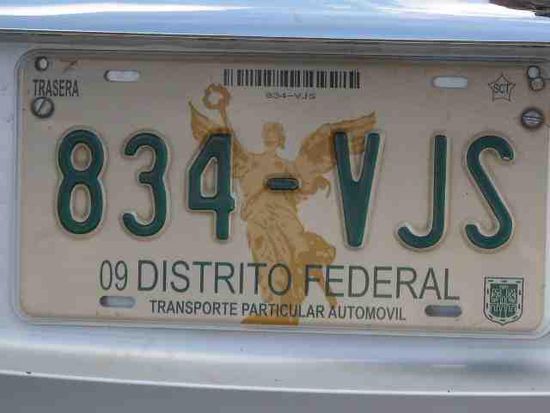 TRASERA
834-VJS
SCT
834-VJS
09 DISTRITO FEDERAL
TRANSPORTE PARTICULAR AUTOMOVIL